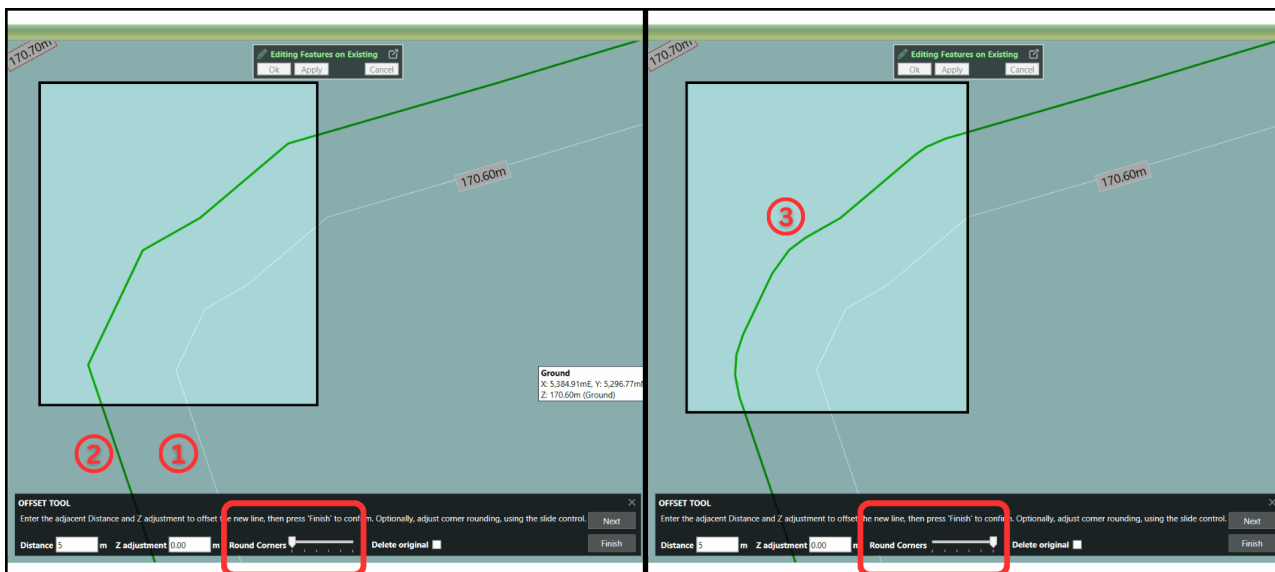 170.70m
Editing Features on Existing
Ok Apply Cancel
170.60m
Ground
X: 5,384.91mE, Y: 5,296.77m
Z: 170.60m (Ground)
2
1
OFFSET TOOL
Enter the adjacent Distance and Z adjustment to offset the new line, then press 'Finish' to confirm. Optionally, adjust corner rounding, using the slide control.
Next
Distance 5 m Z adjustment 0.00 m Round Corners Delete original
Finish
170.70m
Editing Features on Existing
Ok Apply Cancel
170.60m
3
OFFSET TOOL
Enter the adjacent Distance and Z adjustment to offset the new line, then press 'Finish' to confirm. Optionally, adjust corner rounding, using the slide control.
Next
Distance 5 m Z adjustment 0.00 m Round Corners Delete original
Finish